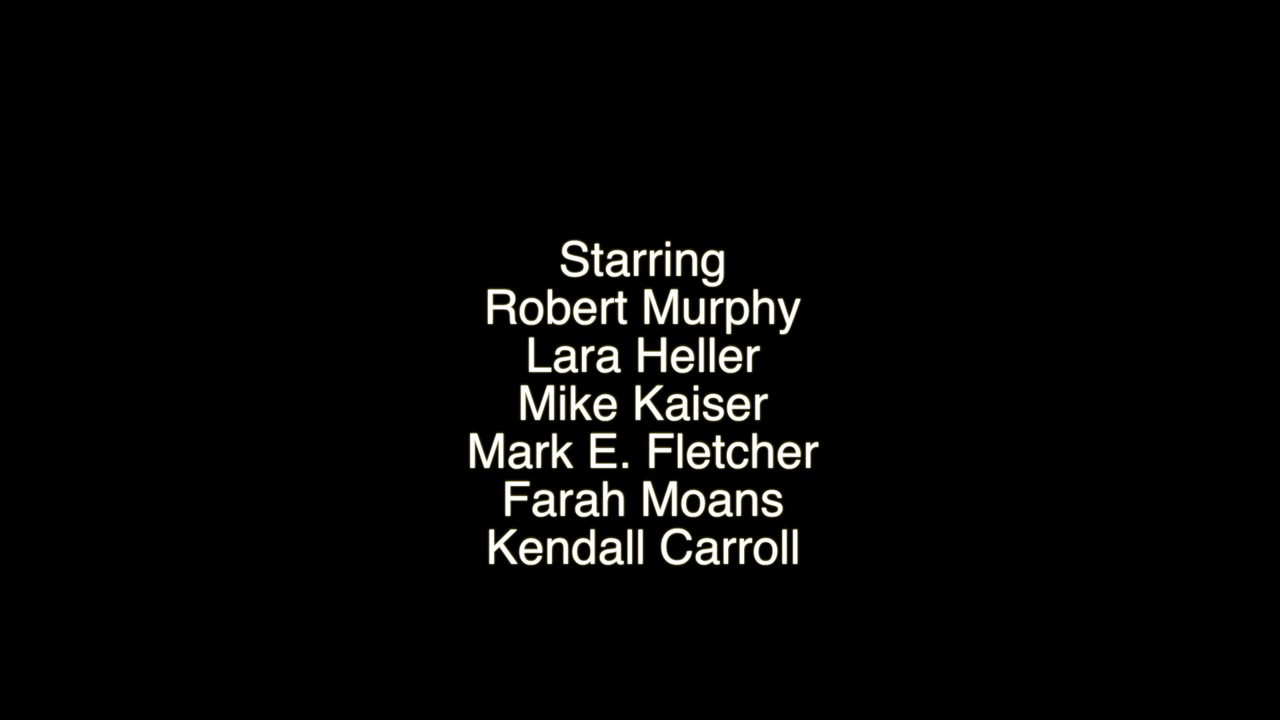 Starring
Robert Murphy
Lara Heller
Mike Kaiser
Mark E. Fletcher
Farah Moans
Kendall Carroll